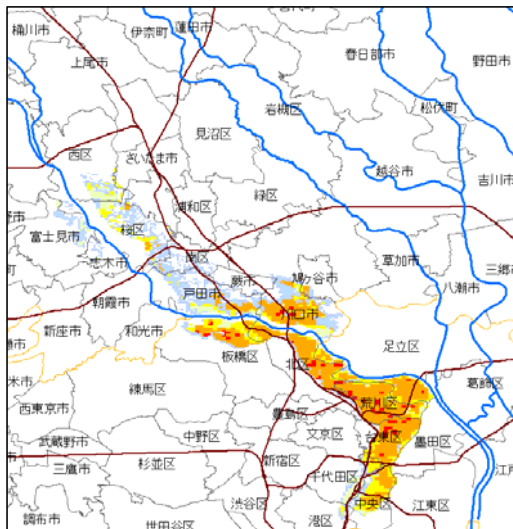 桶川市
伊奈町
蓮田市
上尾市
春日部市
野田市
岩槻区
松伏町
見沼区
西区
さいたま市
越谷市
吉川市
緑区
浦和区
桜区
富士見市
南区
草加市
志木市
蕨市
鳩ヶ谷市
三郷市
八潮市
朝霞市
戸田市
川口市
新座市
和光市
足立区
板橋区
北区
葛飾区
練馬区
西東京市
荒川区
豊島区
文京区
台東区
墨田区
武蔵野市
中野区
三鷹市
杉並区
新宿区
千代田区
渋谷区
中央区
江東区
調布市
世田谷区
港区